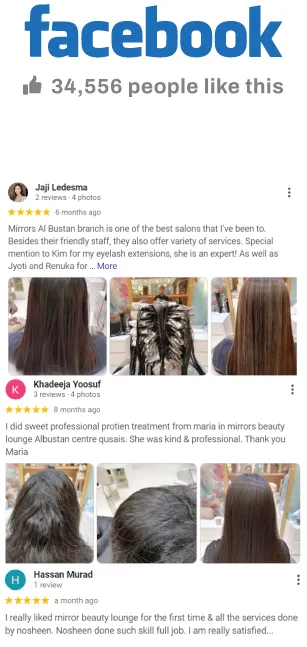 facebook
34,556 people like this
Jaji Ledesma
2 reviews · 4 photos
6 months ago
Mirrors Al Bustan branch is one of the best salons that I've been to.
Besides their friendly staff, they also offer variety of services. Special
mention to Kim for my eyelash extensions, she is an expert! As well as
Jyoti and Renuka for ... More
K
Khadeeja Yoosuf
3 reviews · 4 photos
8 months ago
I did sweet professional protien treatment from maria in mirrors beauty
lounge Albustan centre qusais. She was kind & professional. Thank you
Maria
H
Hassan Murad
1 review
a month ago
I really liked mirror beauty lounge for the first time & all the services done
by nosheen. Nosheen done such skill full job. I am really satisfied...